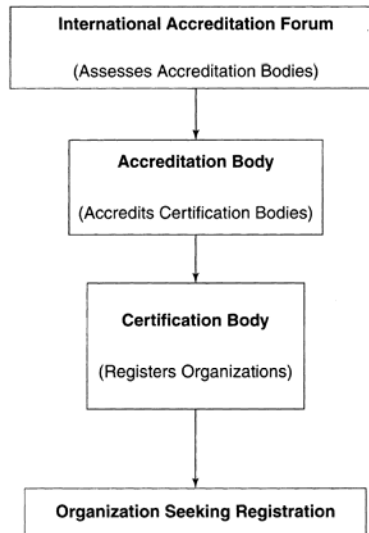 International Accreditation Forum
(Assesses Accreditation Bodies)
Accreditation Body
(Accredits Certification Bodies)
Certification Body
(Registers Organizations)
Organization Seeking Registration